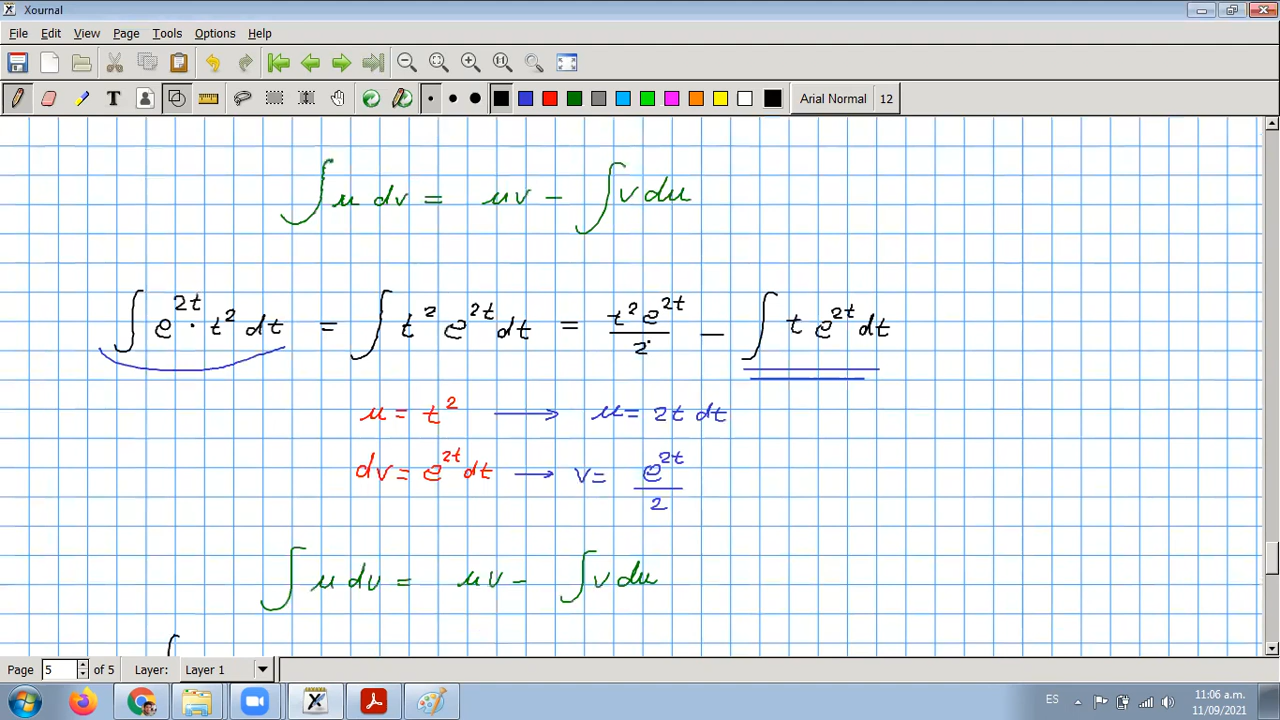 Xournal
File Edit View Page Tools Options Help
Arial Normal 12
∫ u dv = uv − ∫ v du
∫ e^{2t} · t² dt = ∫ t² e^{2t} dt = t² e^{2t} / 2 − ∫ t e^{2t} dt
u = t² → u = 2t dt
dv = e^{2t} dt → v = e^{2t} / 2
∫ u dv = uv − ∫ v du
Page 5 of 5 Layer: Layer 1
ES 11:06 a.m.
11/09/2021